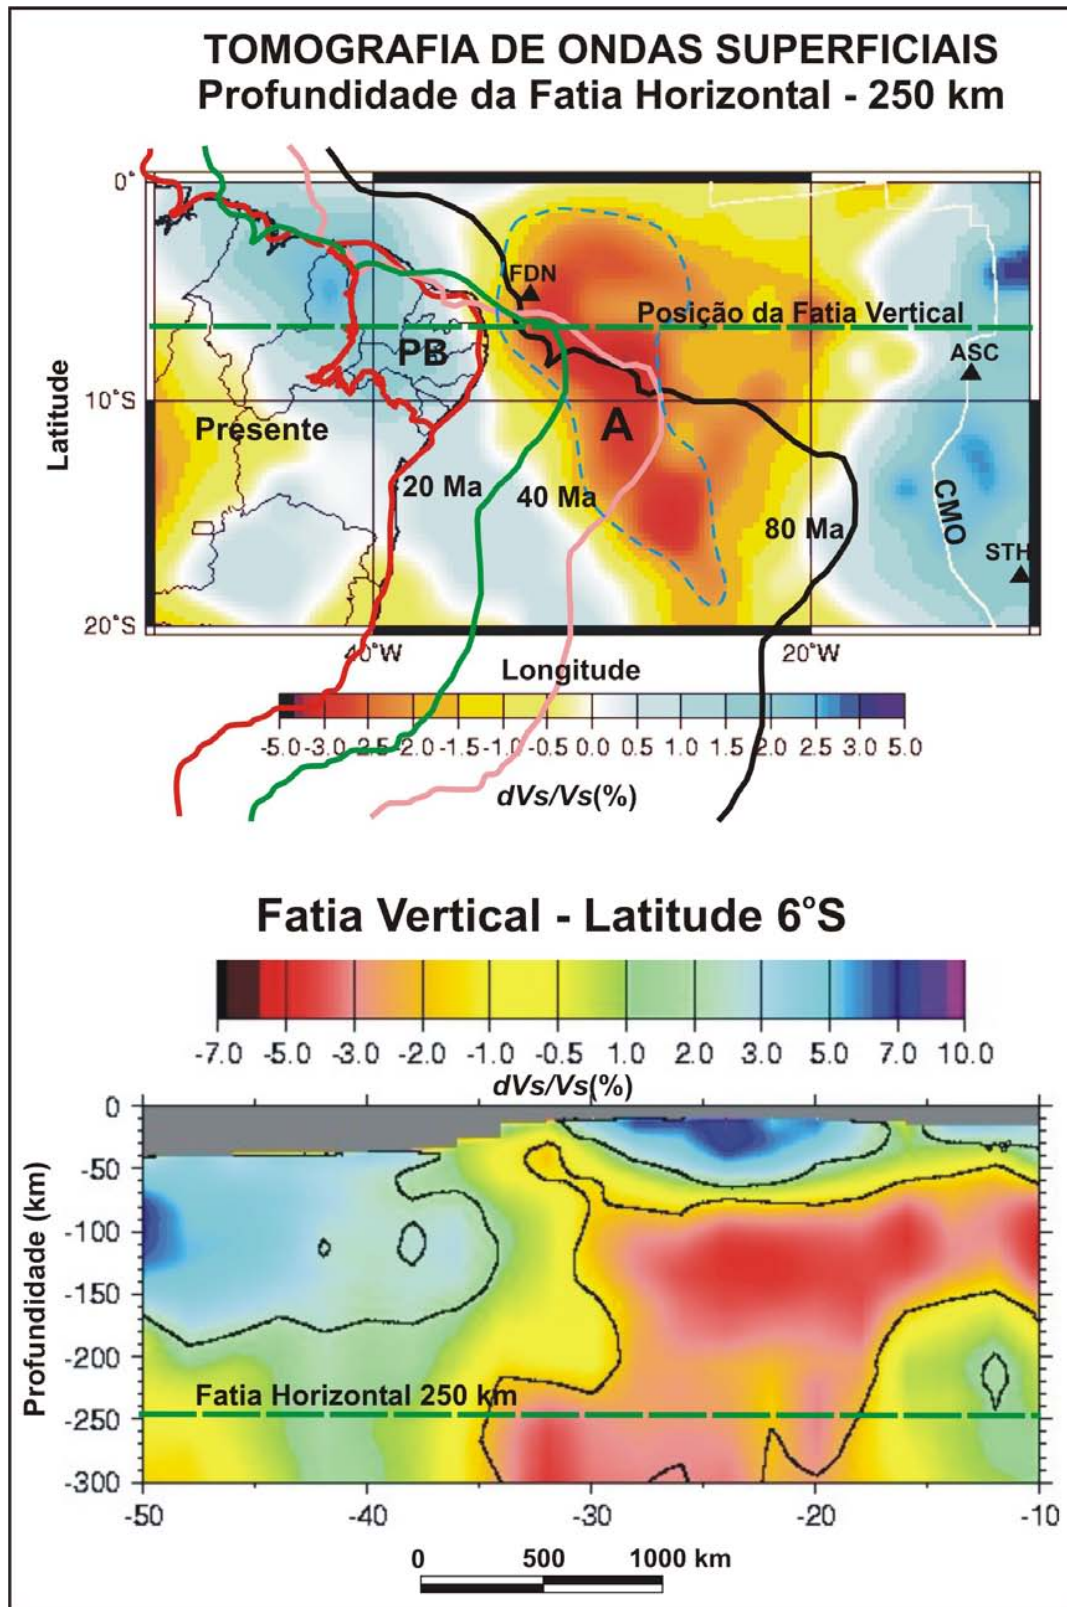 TOMOGRAFIA DE ONDAS SUPERFICIAIS
Profundidade da Fatia Horizontal - 250 km
0°
FDN
Posição da Fatia Vertical
PB
ASC
10°S
Présente
A
20 Ma
40 Ma
80 Ma
CMO
STH
20°S
40°W
20°W
Latitude
Longitude
-5.0 -3.0 -2.5 -2.0 -1.5 -1.0 -0.5 0.0 0.5 1.0 1.5 2.0 2.5 3.0 5.0
dVs/Vs(%)
Fatia Vertical - Latitude 6°S
-7.0 -5.0 -3.0 -2.0 -1.0 -0.5 1.0 2.0 3.0 5.0 7.0 10.0
dVs/Vs(%)
Profundidade (km)
0
-50
-100
-150
-200
Fatia Horizontal 250 km
-250
-300
-50 -40 -30 -20 -10
0 500 1000 km